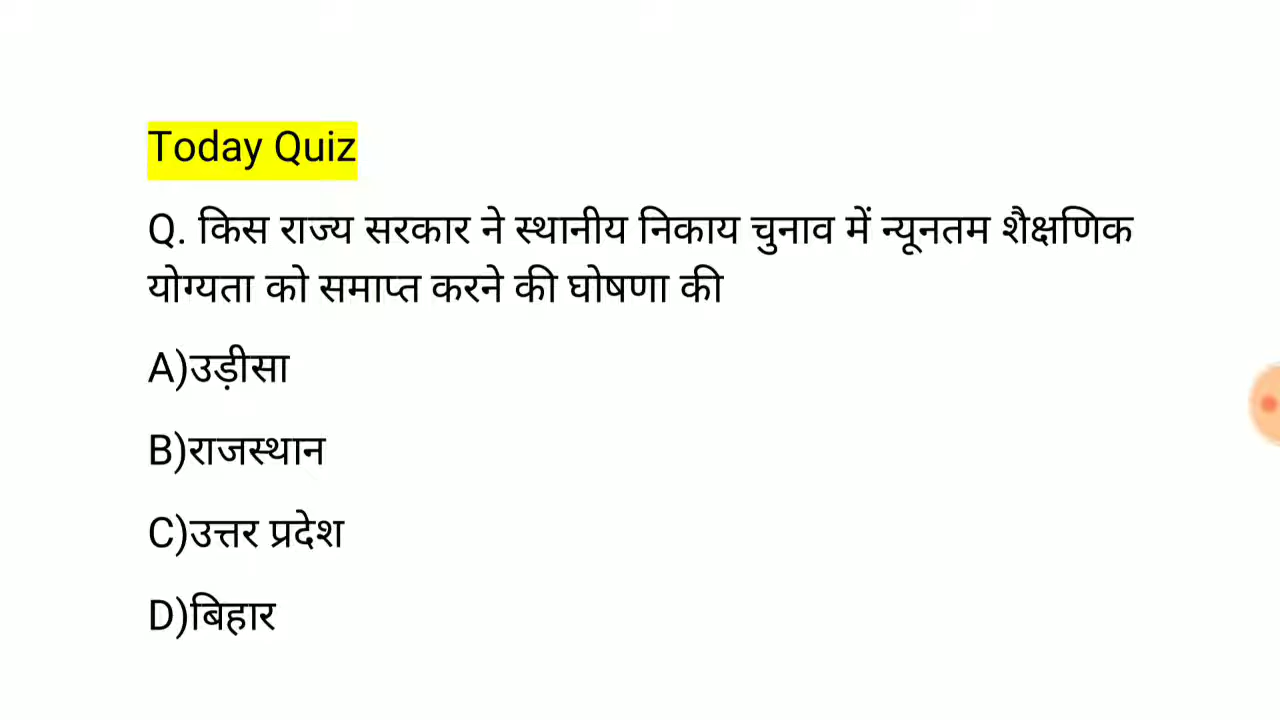 Today Quiz
Q. किस राज्य सरकार ने स्थानीय निकाय चुनाव में न्यूनतम शैक्षणिक
योग्यता को समाप्त करने की घोषणा की
A)उड़ीसा
B)राजस्थान
C)उत्तर प्रदेश
D)बिहार